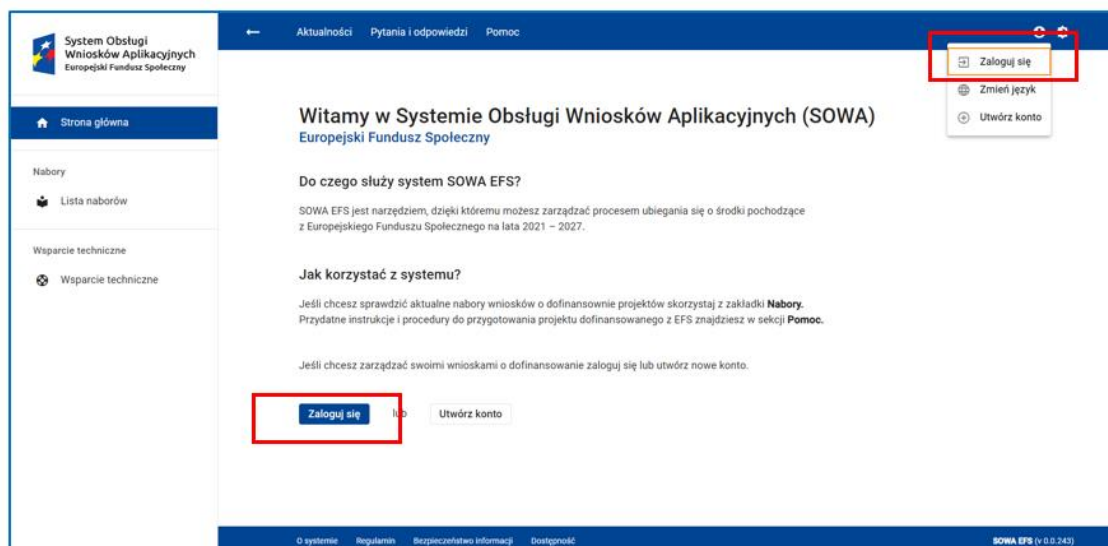 System Obsługi
Wniosków Aplikacyjnych
Europejski Fundusz Społeczny
Aktualności Pytania i odpowiedzi Pomoc
Zaloguj się
Zmień język
Utwórz konto
Strona główna
Nabory
Lista naborów
Wsparcie techniczne
Wsparcie techniczne
Witamy w Systemie Obsługi Wniosków Aplikacyjnych (SOWA)
Europejski Fundusz Społeczny
Do czego służy system SOWA EFS?
SOWA EFS jest narzędziem, dzięki któremu możesz zarządzać procesem ubiegania się o środki pochodzące
z Europejskiego Funduszu Społecznego na lata 2021 – 2027.
Jak korzystać z systemu?
Jeśli chcesz sprawdzić aktualne nabory wniosków o dofinansownie projektów skorzystaj z zakładki Nabory.
Przydatne instrukcje i procedury do przygotowania projektu dofinansowanego z EFS znajdziesz w sekcji Pomoc.
Jeśli chcesz zarządzać swoimi wnioskami o dofinansowanie zaloguj się lub utwórz nowe konto.
Zaloguj się lub Utwórz konto
O systemie Regulamin Bezpieczeństwo informacji Dostępność SOWA EFS (v 0.0.243)